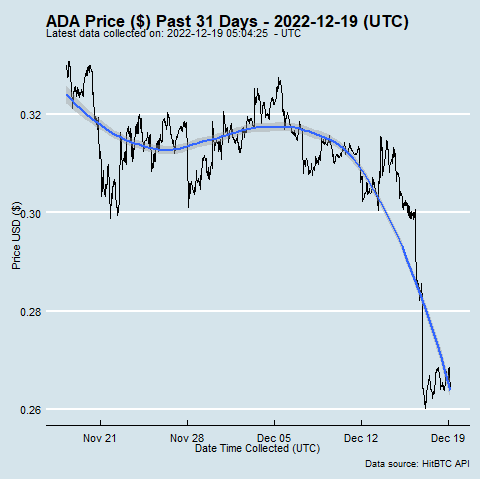 ADA Price ($) Past 31 Days - 2022-12-19 (UTC)
Latest data collected on: 2022-12-19 05:04:25 - UTC
0.32
0.30
0.28
0.26
Price USD ($)
Nov 21
Nov 28
Dec 05
Dec 12
Dec 19
Date Time Collected (UTC)
Data source: HitBTC API